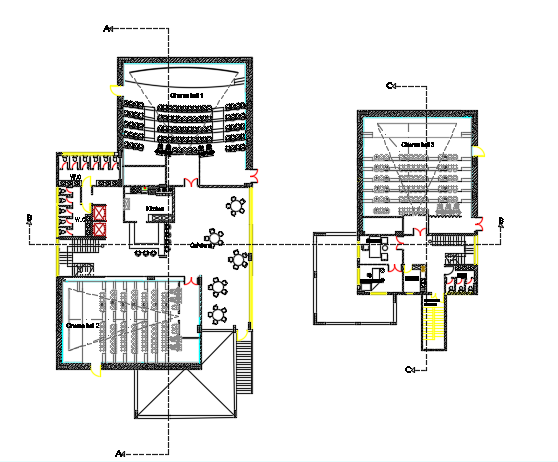 A
Cinema hall 1
C
Cinema hall 3
W.C
Kitchen
W.C
B
B
Cafeteria
Cinema hall 2
C
A